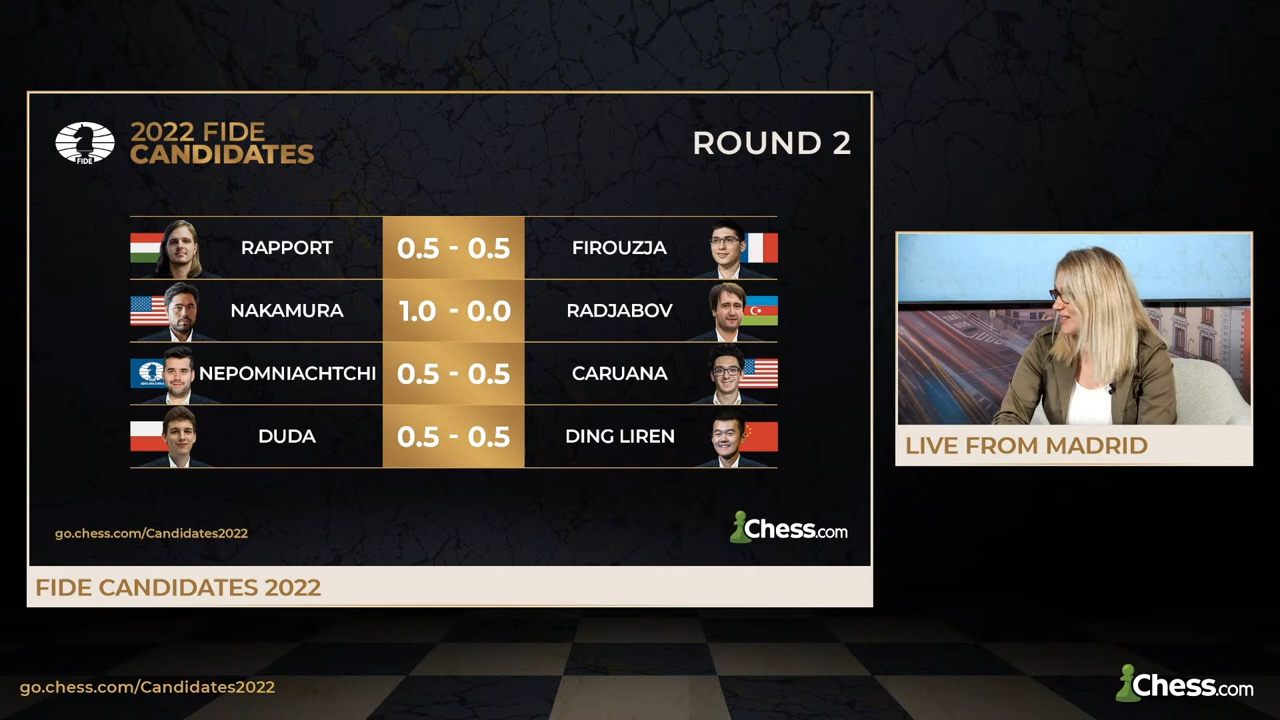 FIDE
2022 FIDE
CANDIDATES
ROUND 2
RAPPORT 0.5 - 0.5 FIROUZJA
NAKAMURA 1.0 - 0.0 RADJABOV
NEPOMNIACHTCHI 0.5 - 0.5 CARUANA
DUDA 0.5 - 0.5 DING LIREN
go.chess.com/Candidates2022
Chess.com
FIDE CANDIDATES 2022
LIVE FROM MADRID
go.chess.com/Candidates2022
Chess.com